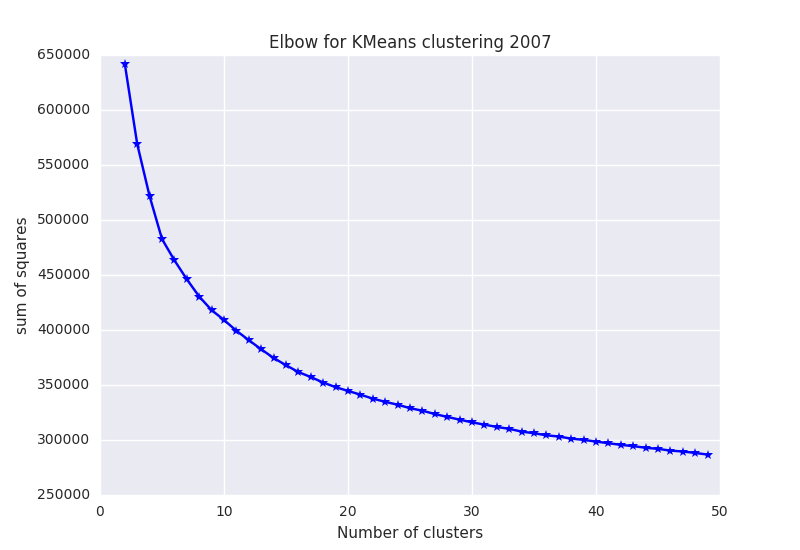 Elbow for KMeans clustering 2007
650000
600000
550000
500000
450000
400000
350000
300000
250000
sum of squares
0 10 20 30 40 50
Number of clusters